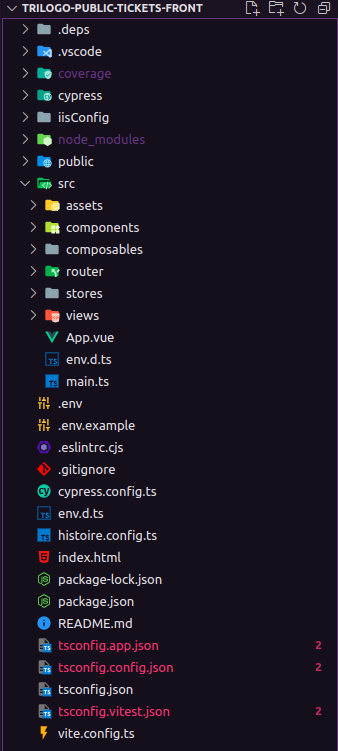 TRILOGO-PUBLIC-TICKETS-FRONT
.deps
.vscode
coverage
cypress
iisConfig
node_modules
public
src
assets
components
composables
router
stores
views
App.vue
env.d.ts
main.ts
.env
.env.example
.eslintrc.cjs
.gitignore
cypress.config.ts
env.d.ts
histoire.config.ts
index.html
package-lock.json
package.json
README.md
tsconfig.app.json 2
tsconfig.config.json 2
tsconfig.json
tsconfig.vitest.json 2
vite.config.ts